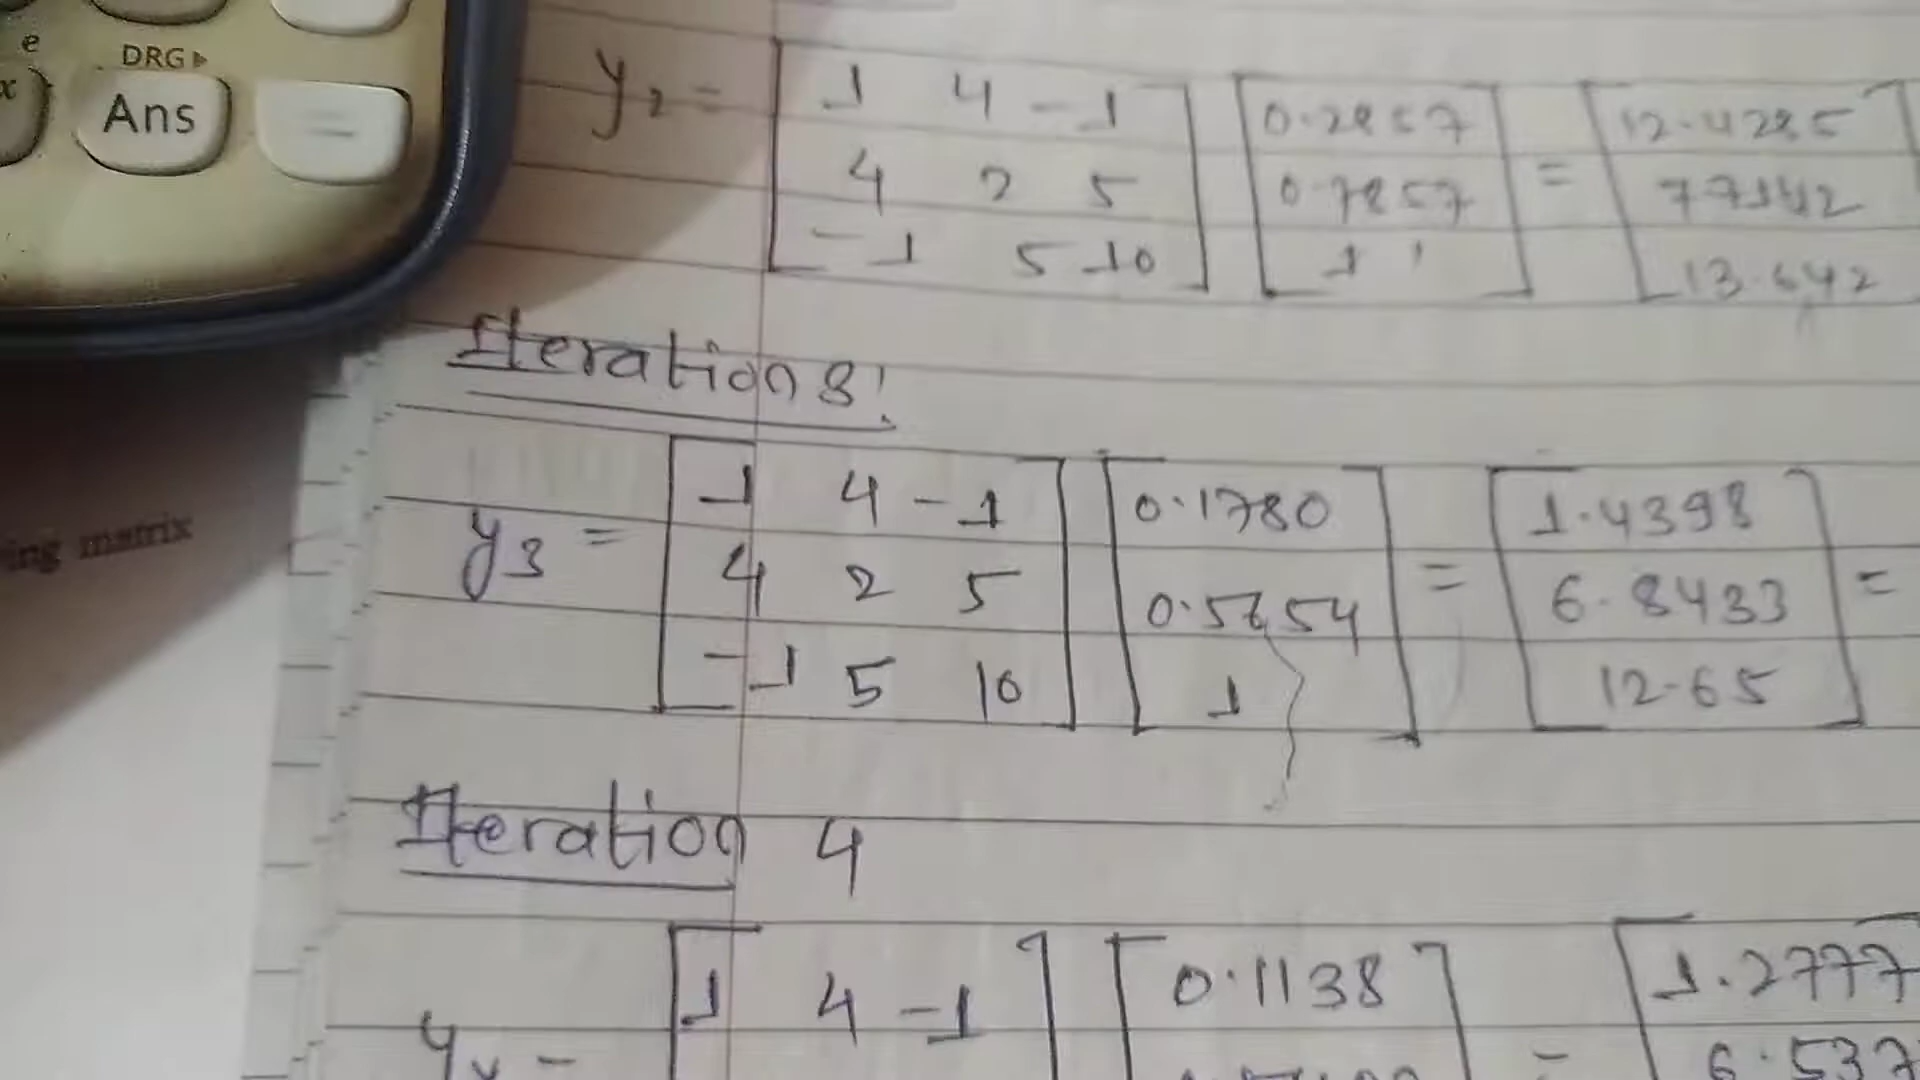 e
DRG▸
x Ans =
y2 = [1 4 -1] [0.2857] = [12.4285]
[4 2 5] [0.7857] [7.7142]
[-1 5 10] [1] [13.642]
Iteration 3:
y3 = [1 4 -1] [0.1780] = [1.4398] =
[4 2 5] [0.5654] [6.8433]
[-1 5 10] [1] [12.65]
ing matrix
Iteration 4
y4 = [1 4 -1] [0.1138] = [1.2777]
6.537